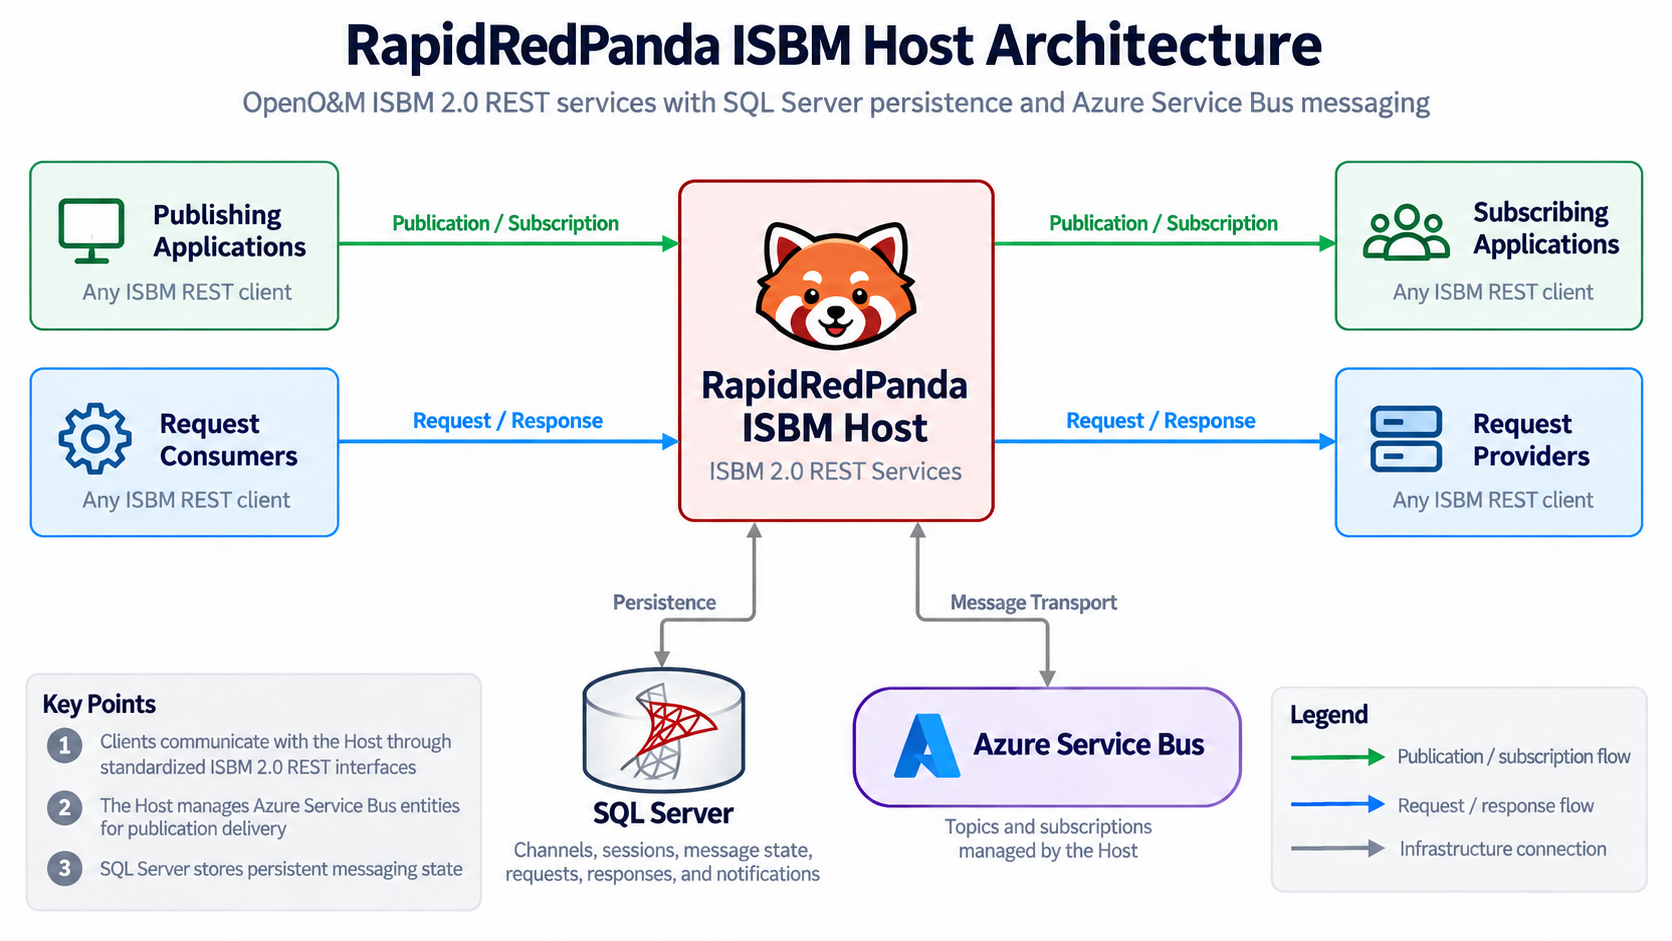 RapidRedPanda ISBM Host Architecture
OpenO&M ISBM 2.0 REST services with SQL Server persistence and Azure Service Bus messaging
Publishing
Applications
Any ISBM REST client
Publication / Subscription
Publication / Subscription
Subscribing
Applications
Any ISBM REST client
Request
Consumers
Any ISBM REST client
Request / Response
RapidRedPanda
ISBM Host
ISBM 2.0 REST Services
Request / Response
Request
Providers
Any ISBM REST client
Persistence
Message Transport
Key Points
1
Clients communicate with the Host through
standardized ISBM 2.0 REST interfaces
2
The Host manages Azure Service Bus entities
for publication delivery
3
SQL Server stores persistent messaging state
SQL Server
Channels, sessions, message state,
requests, responses, and notifications
Azure Service Bus
Topics and subscriptions
managed by the Host
Legend
Publication / subscription flow
Request / response flow
Infrastructure connection